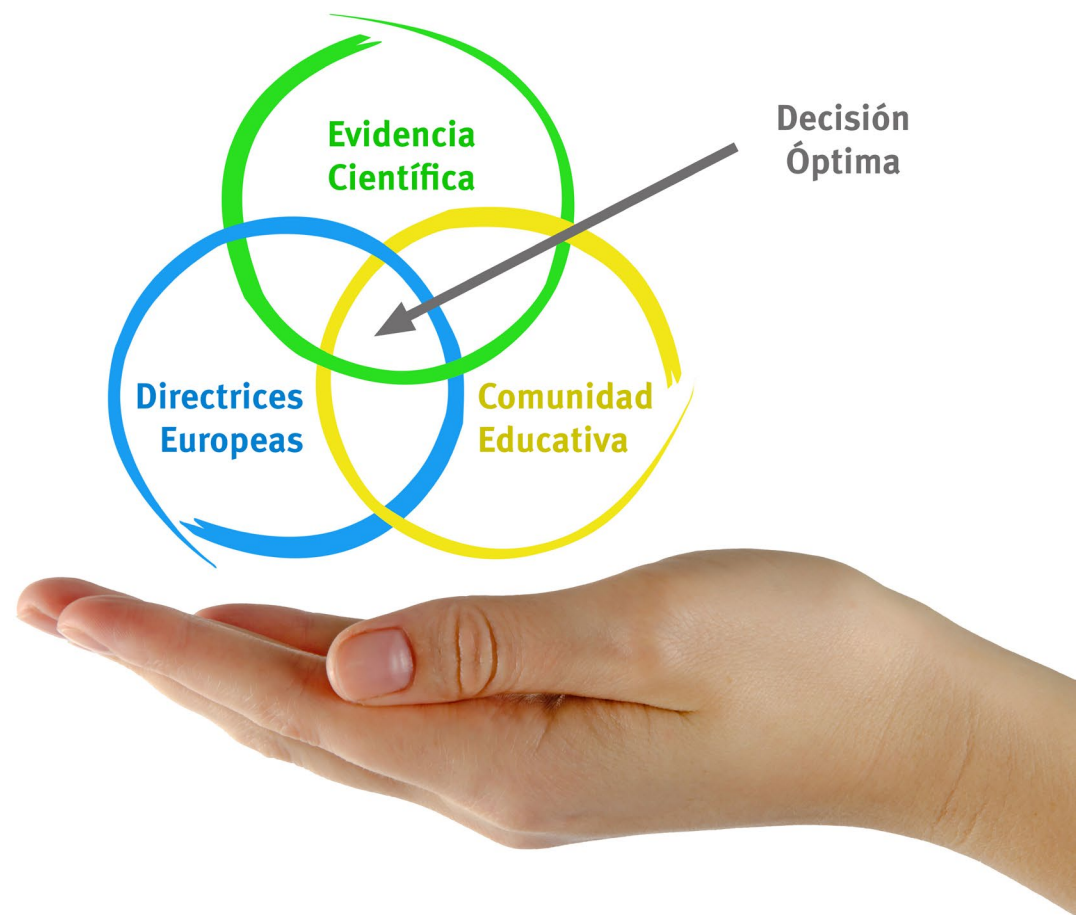 Evidencia
Científica
Decisión
Óptima
Directrices
Europeas
Comunidad
Educativa